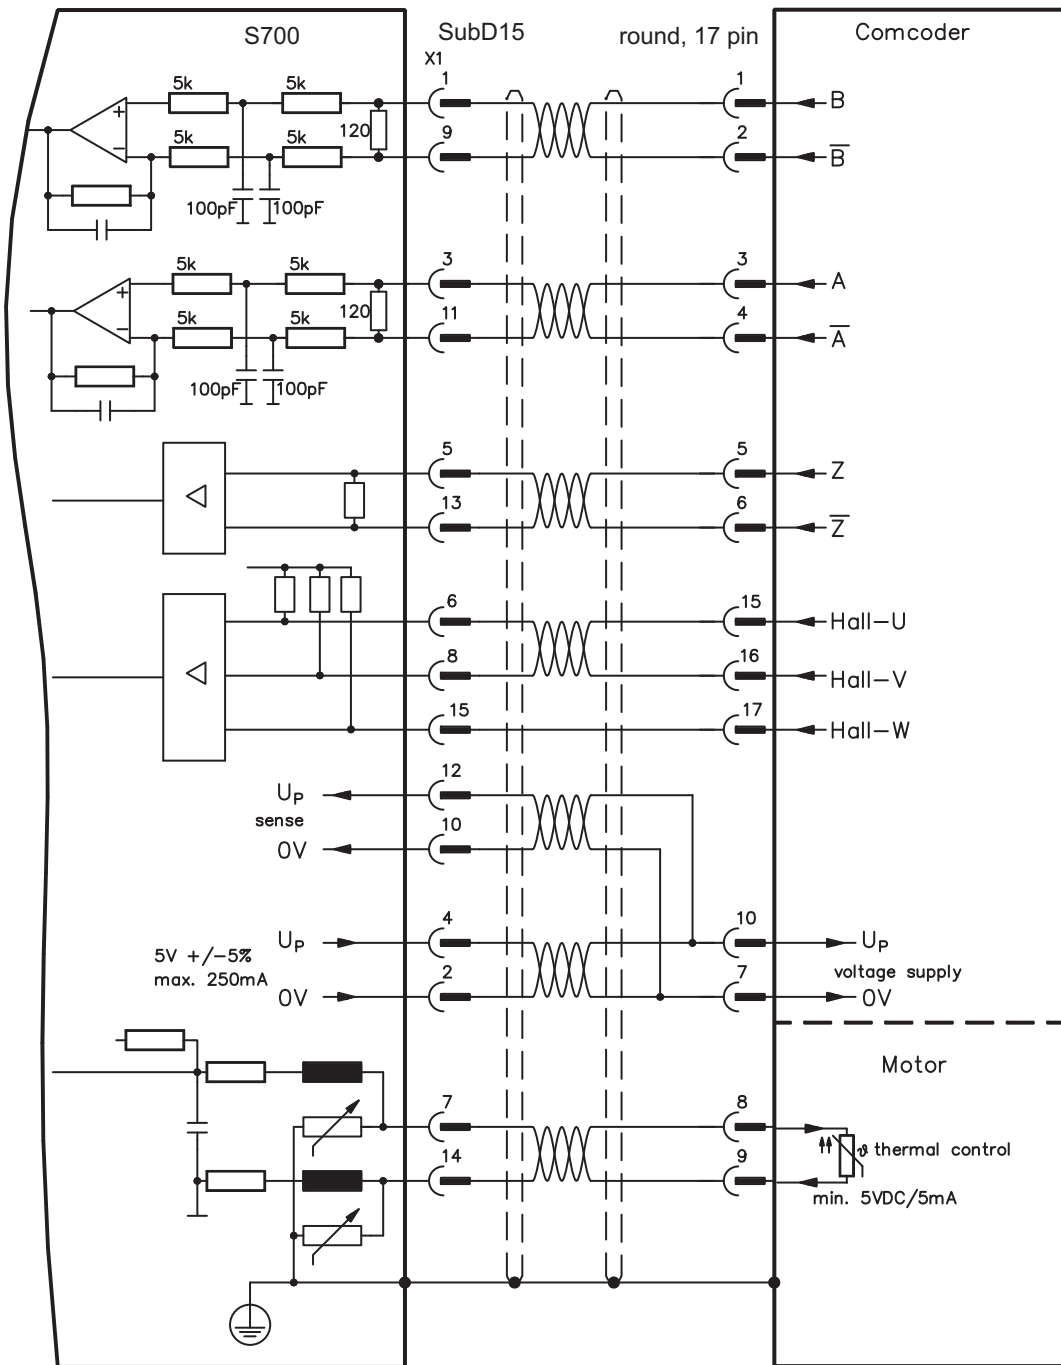 S700 SubD15 round, 17 pin Comcoder
X1
5k 5k 1 1 B
120
5k 5k 9 2 B̅
100pF 100pF
5k 5k 3 3 A
120
5k 5k 11 4 A̅
100pF 100pF
5 5 Z
13 6 Z̅
6 15 Hall-U
8 16 Hall-V
15 17 Hall-W
UP 12
sense
0V 10
5V +/-5% UP 4 10 UP
max. 250mA voltage supply
0V 2 7 0V
Motor
7 8
ϑ thermal control
14 9
min. 5VDC/5mA